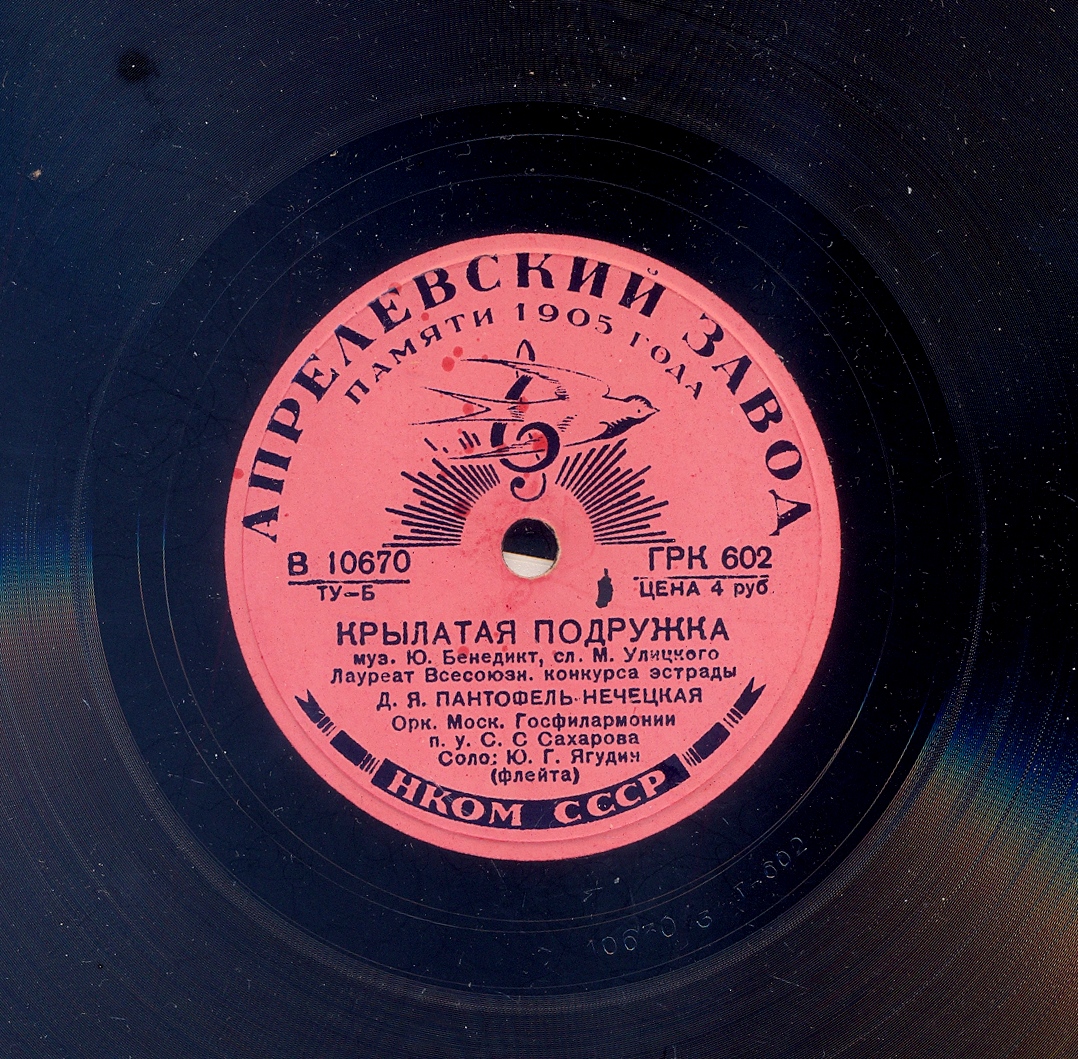 АПРЕЛЕВСКИЙ ЗАВОД
ПАМЯТИ 1905 ГОДА
В 10670
ТУ-Б
ГРК 602
ЦЕНА 4 руб.
КРЫЛАТАЯ ПОДРУЖКА
муз. Ю. Бенедикт, сл. М. Улицкого
Лауреат Всесоюзн. конкурса эстрады
Д. Я. ПАНТОФЕЛЬ-НЕЧЕЦКАЯ
Орк. Моск. Госфилармонии
п. у. С. С Сахарова
Соло: Ю. Г. Ягудин
(флейта)
НКОМ СССР
Г-602